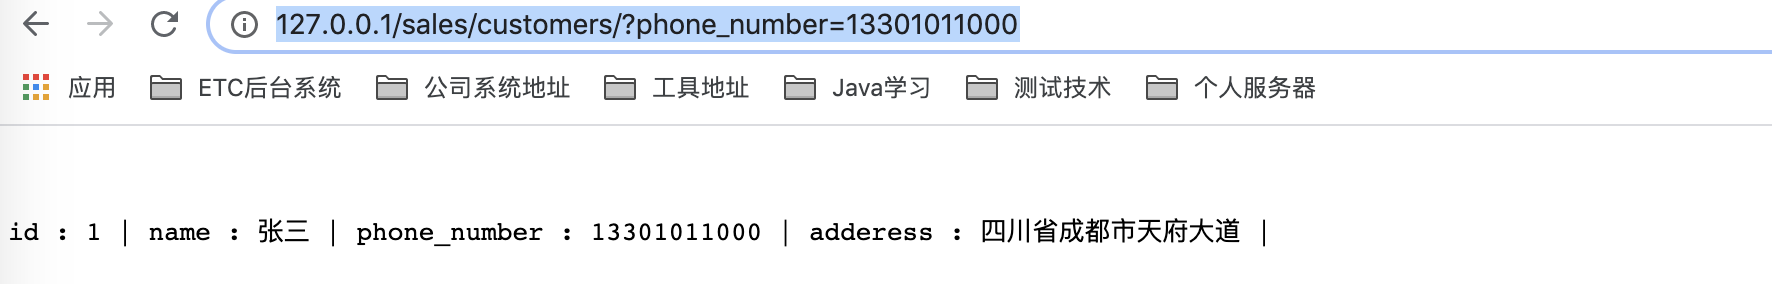 127.0.0.1/sales/customers/?phone_number=13301011000
应用 ETC后台系统 公司系统地址 工具地址 Java学习 测试技术 个人服务器
id : 1 | name : 张三 | phone_number : 13301011000 | adderess : 四川省成都市天府大道 |